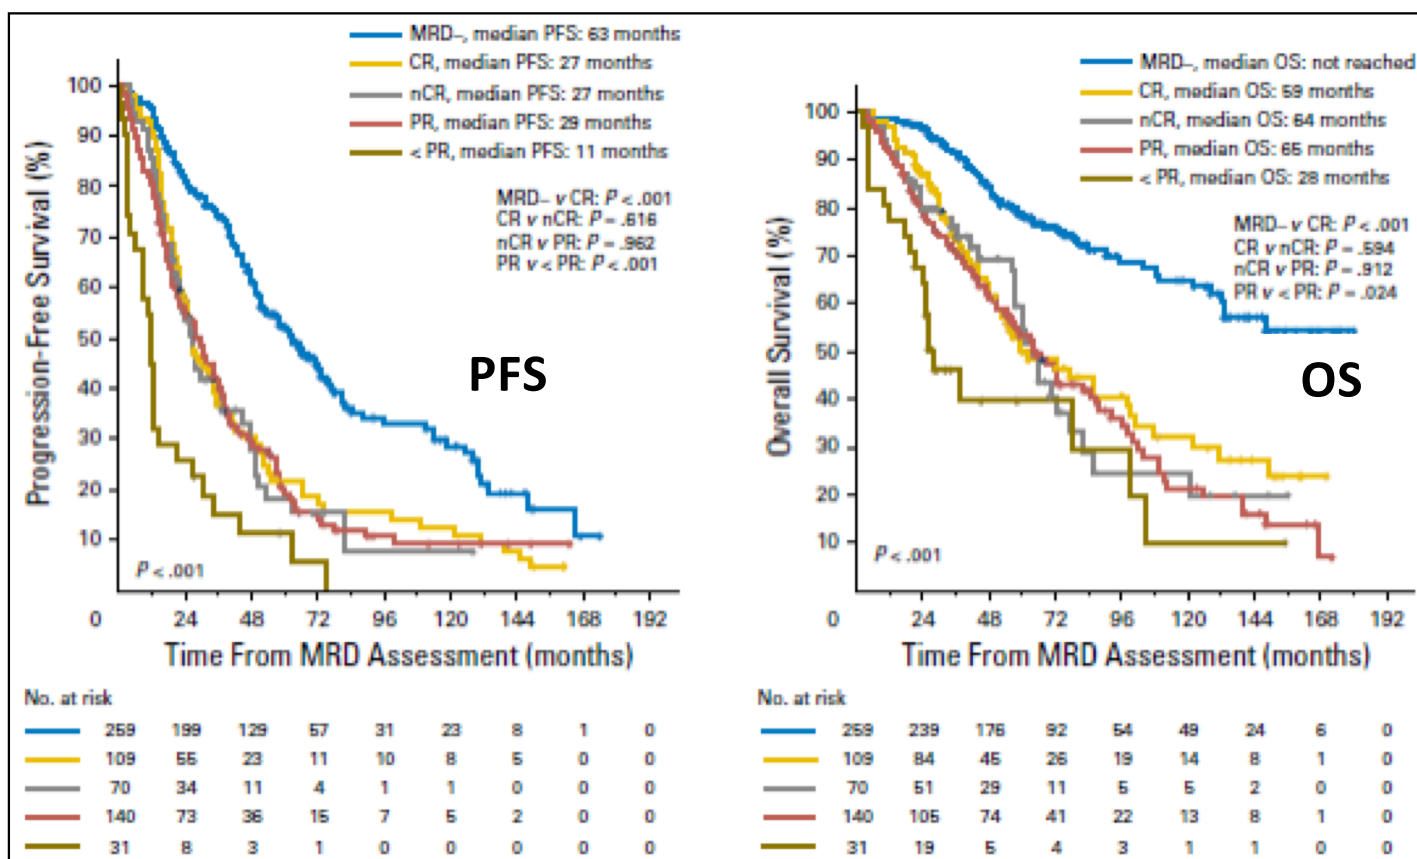 MRD–, median PFS: 63 months
CR, median PFS: 27 months
nCR, median PFS: 27 months
PR, median PFS: 29 months
< PR, median PFS: 11 months
MRD– v CR: P < .001
CR v nCR: P = .616
nCR v PR: P = .962
PR v < PR: P < .001
Progression-Free Survival (%)
100
90
80
70
60
50
40
30
20
10
PFS
P < .001
0 24 48 72 96 120 144 168 192
Time From MRD Assessment (months)
No. at risk
259 199 129 57 31 23 8 1 0
109 55 23 11 10 8 5 0 0
70 34 11 4 1 1 0 0 0
140 73 36 15 7 5 2 0 0
31 8 3 1 0 0 0 0 0
MRD–, median OS: not reached
CR, median OS: 59 months
nCR, median OS: 64 months
PR, median OS: 65 months
< PR, median OS: 28 months
MRD– v CR: P < .001
CR v nCR: P = .594
nCR v PR: P = .912
PR v < PR: P = .024
Overall Survival (%)
100
90
80
70
60
50
40
30
20
10
OS
P < .001
0 24 48 72 96 120 144 168 192
Time From MRD Assessment (months)
No. at risk
259 239 176 92 54 49 24 6 0
109 84 45 26 19 14 8 1 0
70 51 29 11 5 5 2 0 0
140 105 74 41 22 13 8 1 0
31 19 5 4 3 1 1 0 0